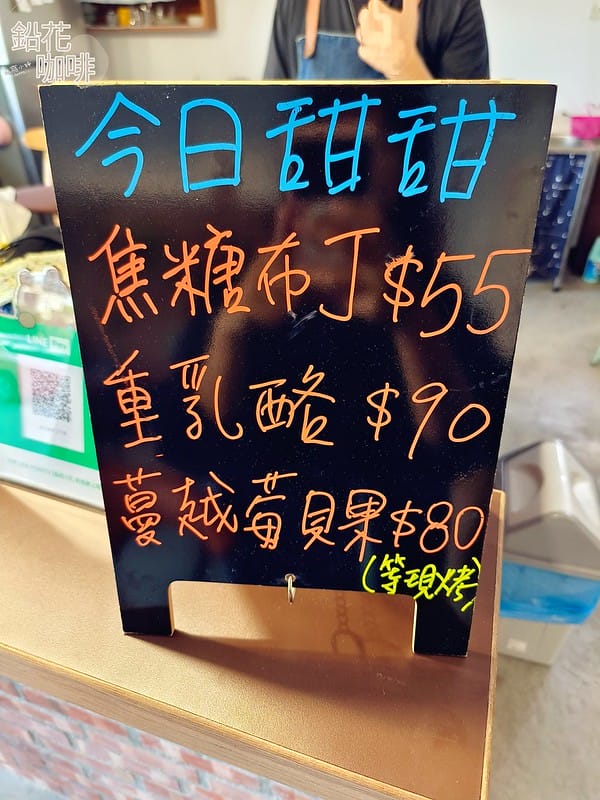 鉛花
咖啡
今日甜甜
焦糖布丁$55
重乳酪 $90
蔓越莓貝果$80
(等現烤)
LINE